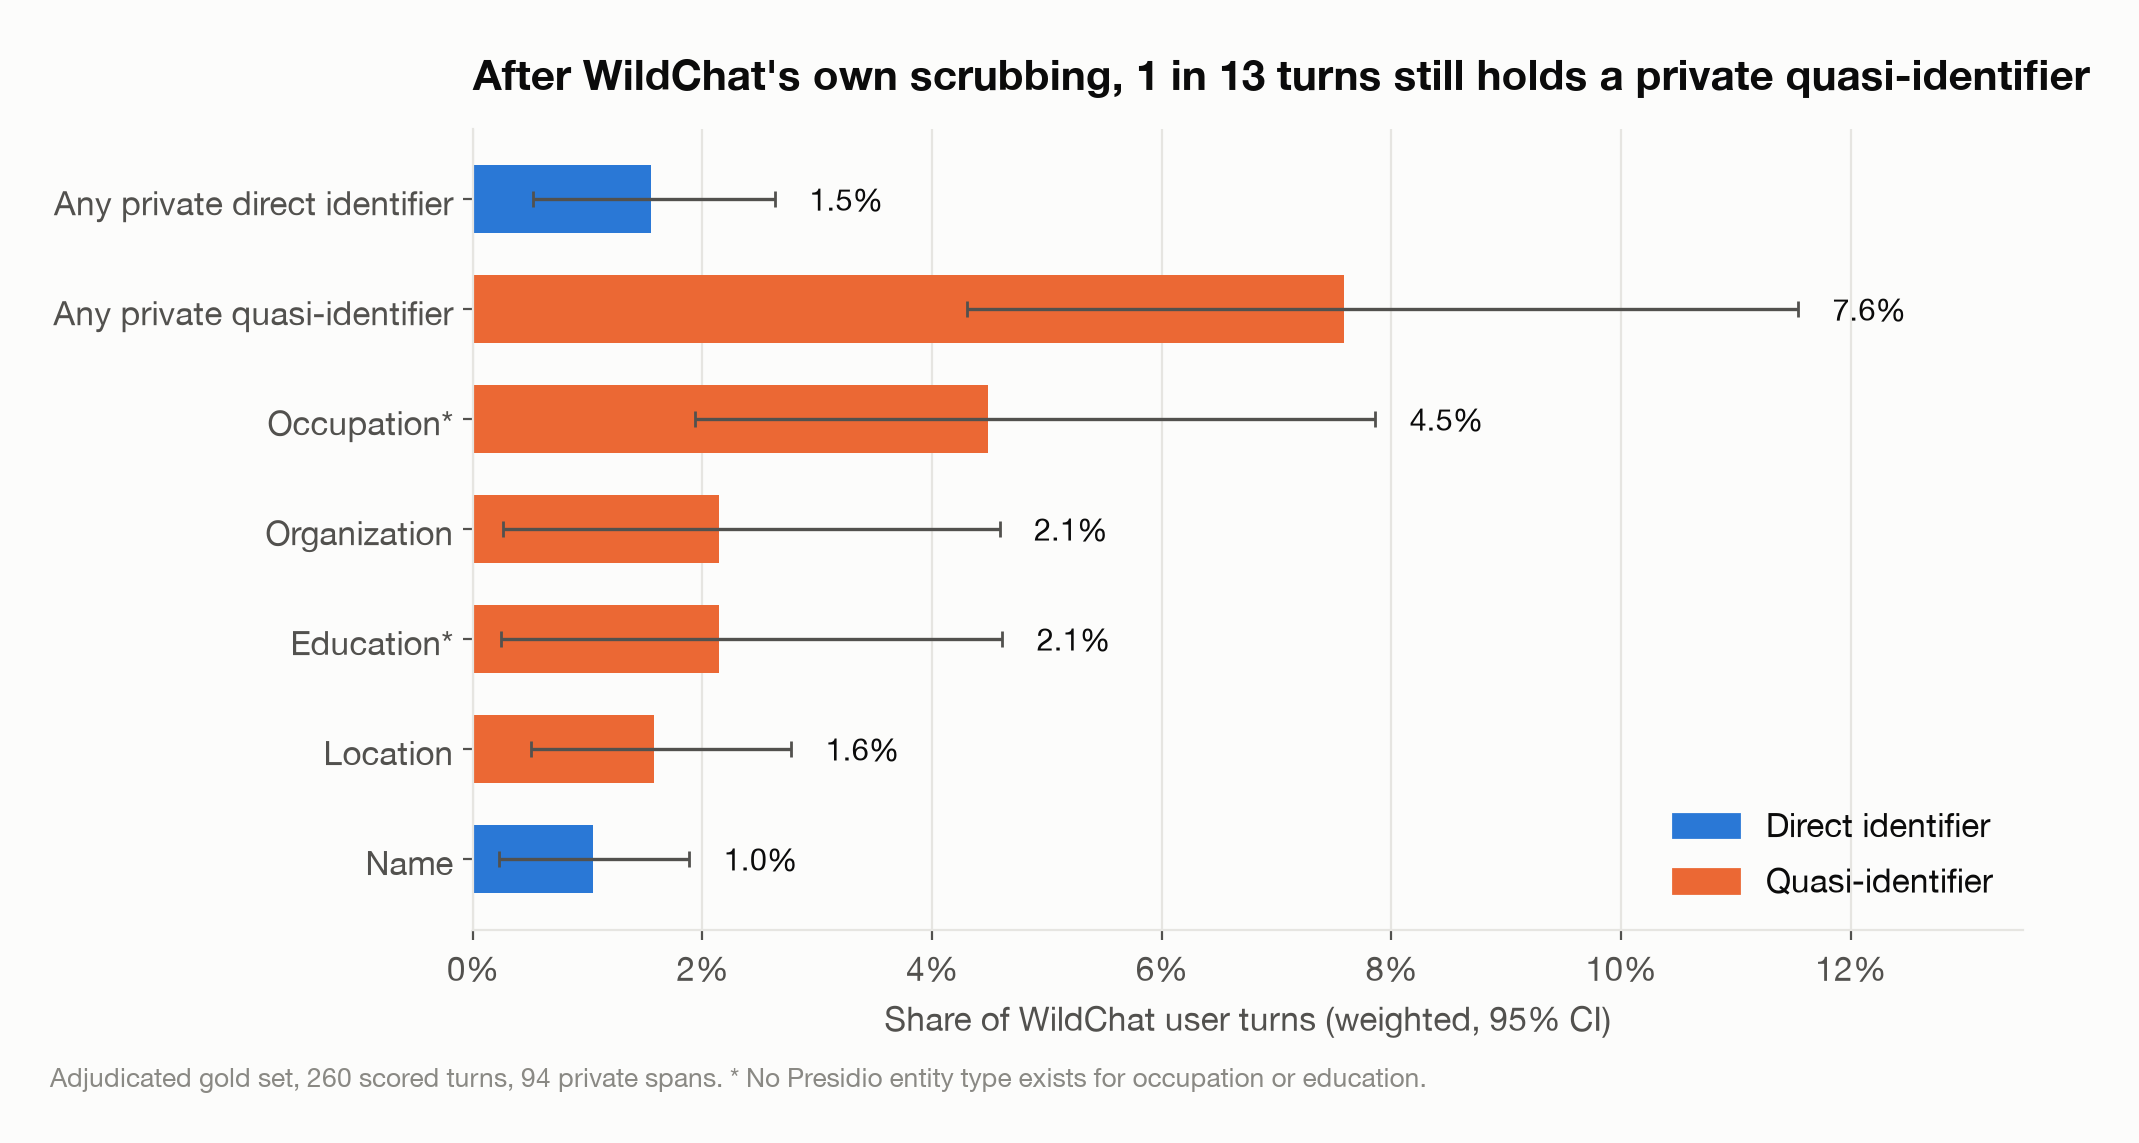 After WildChat's own scrubbing, 1 in 13 turns still holds a private quasi-identifier
Any private direct identifier
1.5%
Any private quasi-identifier
7.6%
Occupation*
4.5%
Organization
2.1%
Education*
2.1%
Location
1.6%
Name
1.0%
Direct identifier
Quasi-identifier
0% 2% 4% 6% 8% 10% 12%
Share of WildChat user turns (weighted, 95% CI)
Adjudicated gold set, 260 scored turns, 94 private spans. * No Presidio entity type exists for occupation or education.